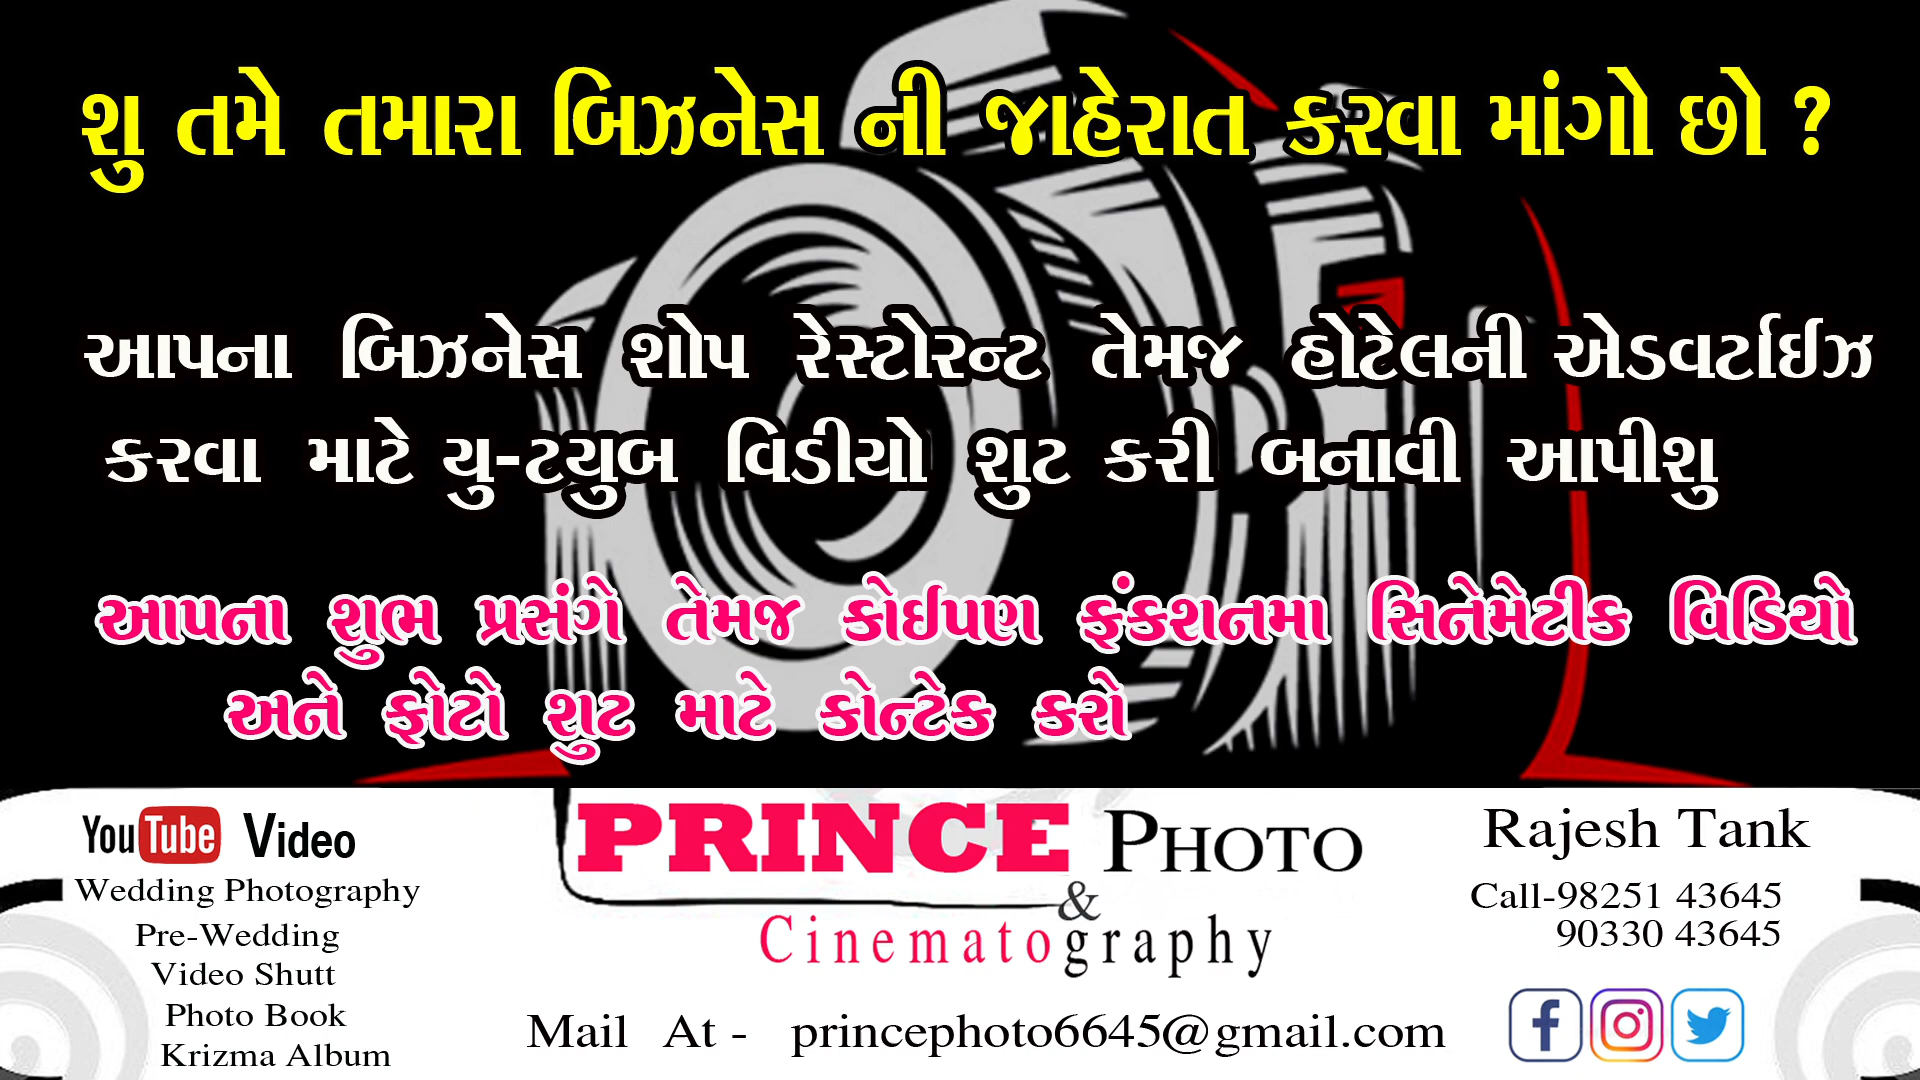 શુ તમે તમારા બિઝનેસ ની જાહેરાત કરવા માંગો છો ?
આપના બિઝનેસ શોપ રેસ્ટોરન્ટ તેમજ હોટેલની એડવર્ટાઈઝ
કરવા માટે યુ-ટયુબ વિડીયો શુટ કરી બનાવી આપીશુ
આપના શુભ પ્રસંગે તેમજ કોઈપણ ફંકશનમા સિનેમેટીક વિડિયો
અને ફોટો શુટ માટે કોન્ટેક કરો
YouTube Video
Wedding Photography
Pre-Wedding
Video Shutt
Photo Book
Krizma Album
PRINCE PHOTO
&
Cinematography
Mail At - princephoto6645@gmail.com
Rajesh Tank
Call-98251 43645
90330 43645